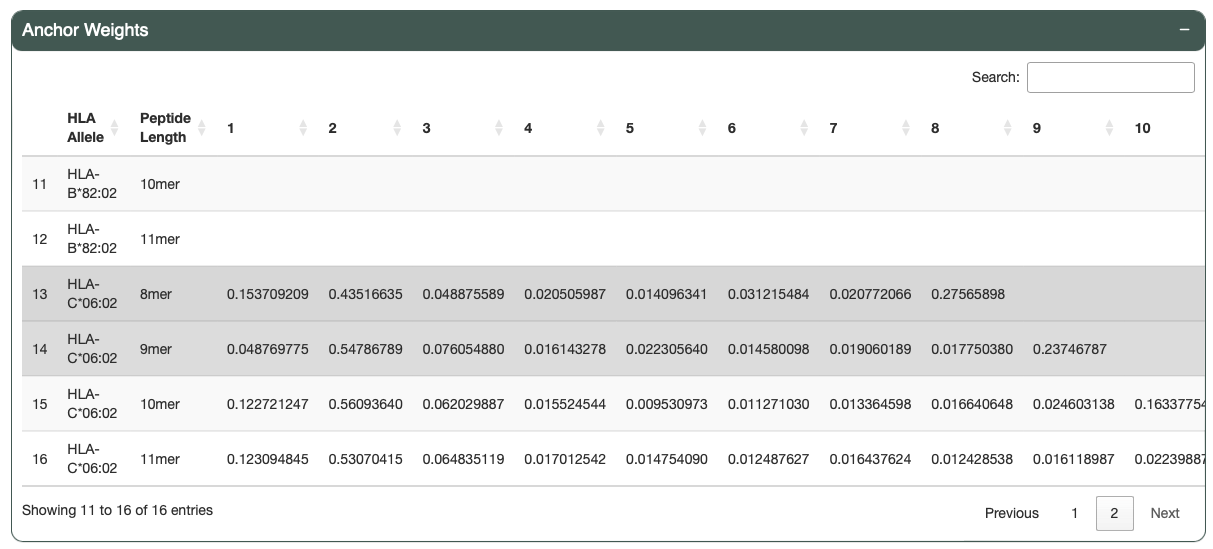 Anchor Weights
Search:
HLA Allele Peptide Length 1 2 3 4 5 6 7 8 9 10
11 HLA-B*82:02 10mer
12 HLA-B*82:02 11mer
13 HLA-C*06:02 8mer 0.153709209 0.43516635 0.048875589 0.020505987 0.014096341 0.031215484 0.020772066 0.27565898
14 HLA-C*06:02 9mer 0.048769775 0.54786789 0.076054880 0.016143278 0.022305640 0.014580098 0.019060189 0.017750380 0.23746787
15 HLA-C*06:02 10mer 0.122721247 0.56093640 0.062029887 0.015524544 0.009530973 0.011271030 0.013364598 0.016640648 0.024603138 0.16337754
16 HLA-C*06:02 11mer 0.123094845 0.53070415 0.064835119 0.017012542 0.014754090 0.012487627 0.016437624 0.012428538 0.016118987 0.02239887
Showing 11 to 16 of 16 entries
Previous 1 2 Next